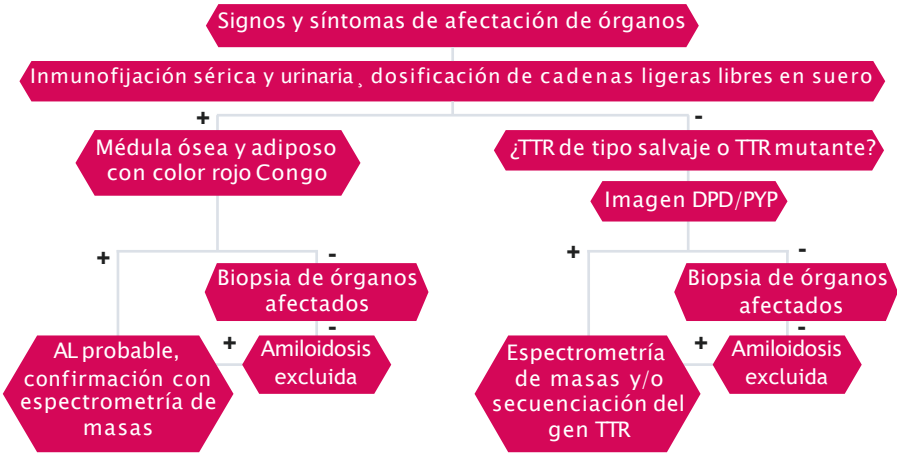 Signos y síntomas de afectación de órganos
Inmunofijación sérica y urinaria¸ dosificación de cadenas ligeras libres en suero
+
-
Médula ósea y adiposo
con color rojo Congo
¿TTR de tipo salvaje o TTR mutante?
Imagen DPD/PYP
+
-
+
-
Biopsia de órganos
afectados
Biopsia de órganos
afectados
-
-
AL probable,
confirmación con
espectrometría de
masas
+
Amiloidosis
excluida
Espectrometría
de masas y/o
secuenciación del
gen TTR
+
Amiloidosis
excluida